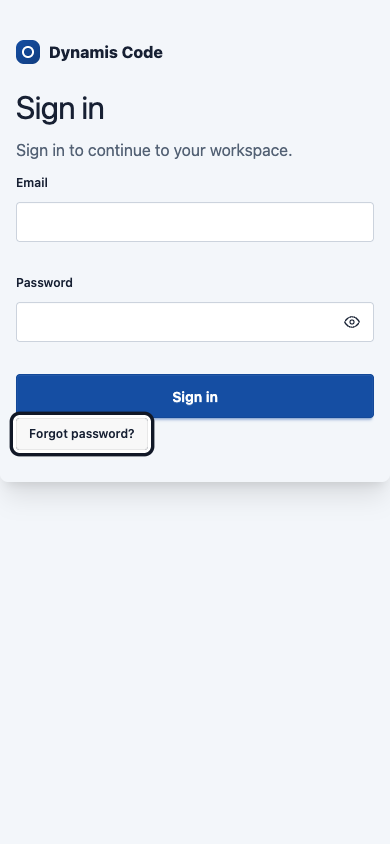 Dynamis Code
Sign in
Sign in to continue to your workspace.
Email
Password
Sign in
Forgot password?